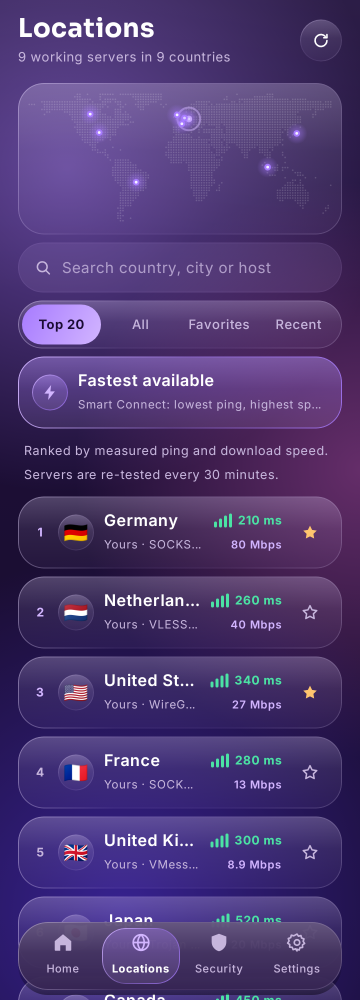 Locations
9 working servers in 9 countries
Search country, city or host
Top 20 All Favorites Recent
Fastest available
Smart Connect: lowest ping, highest sp...
Ranked by measured ping and download speed.
Servers are re-tested every 30 minutes.
1 Germany 210 ms
Yours · SOCKS... 80 Mbps
2 Netherlan... 260 ms
Yours · VLESS... 40 Mbps
3 United St... 340 ms
Yours · WireG... 27 Mbps
4 France 280 ms
Yours · SOCK... 13 Mbps
5 United Ki... 300 ms
Yours · VMess... 8.9 Mbps
Japan 520 ms
Home Locations Security Settings
Canada 450 ms